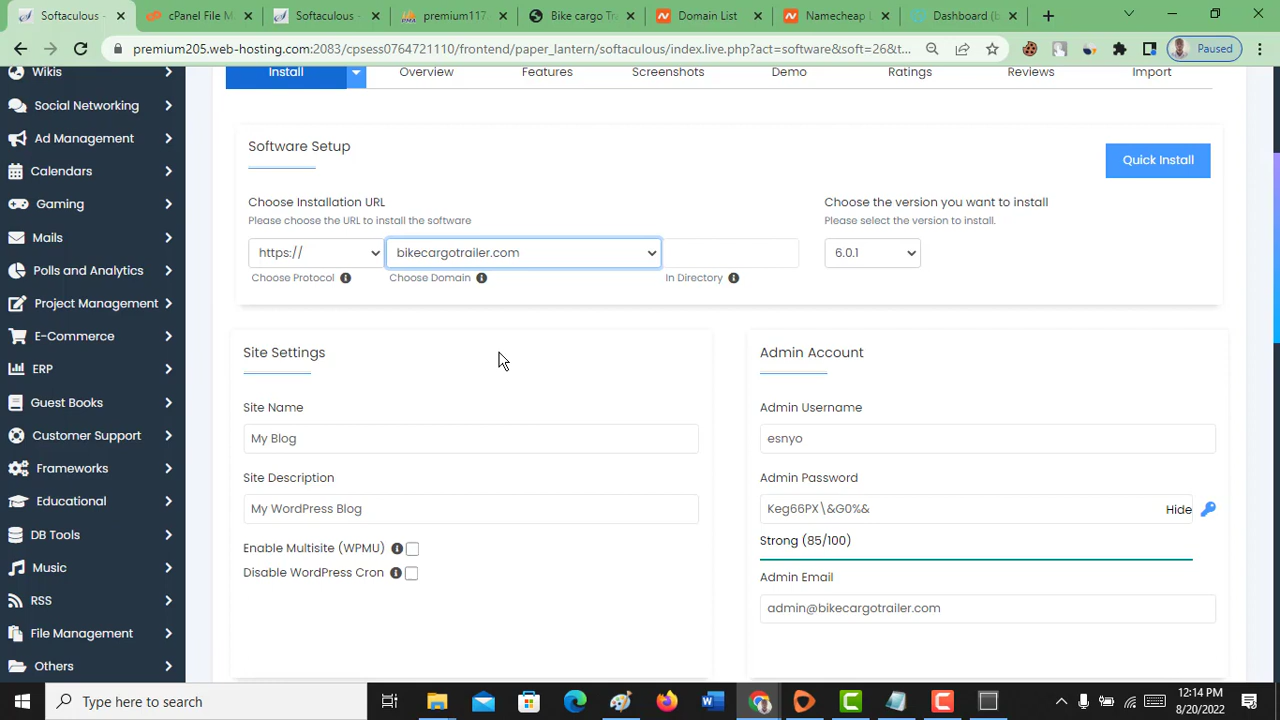 Softaculous -
cPanel File M
Softaculous -
premium117.
Bike cargo Tr
Domain List
Namecheap L
Dashboard (b
premium205.web-hosting.com:2083/cpsess0764721110/frontend/paper_lantern/softaculous/index.live.php?act=software&soft=26&t...
Paused
Wikis
Social Networking
Ad Management
Calendars
Gaming
Mails
Polls and Analytics
Project Management
E-Commerce
ERP
Guest Books
Customer Support
Frameworks
Educational
DB Tools
Music
RSS
File Management
Others
Install
Overview
Features
Screenshots
Demo
Ratings
Reviews
Import
Software Setup
Quick Install
Choose Installation URL
Please choose the URL to install the software
https://
bikecargotrailer.com
Choose Protocol
Choose Domain
In Directory
Choose the version you want to install
Please select the version to install.
6.0.1
Site Settings
Site Name
My Blog
Site Description
My WordPress Blog
Enable Multisite (WPMU)
Disable WordPress Cron
Admin Account
Admin Username
esnyo
Admin Password
Keg66PX\&G0%&
Hide
Strong (85/100)
Admin Email
admin@bikecargotrailer.com
Type here to search
12:14 PM
8/20/2022